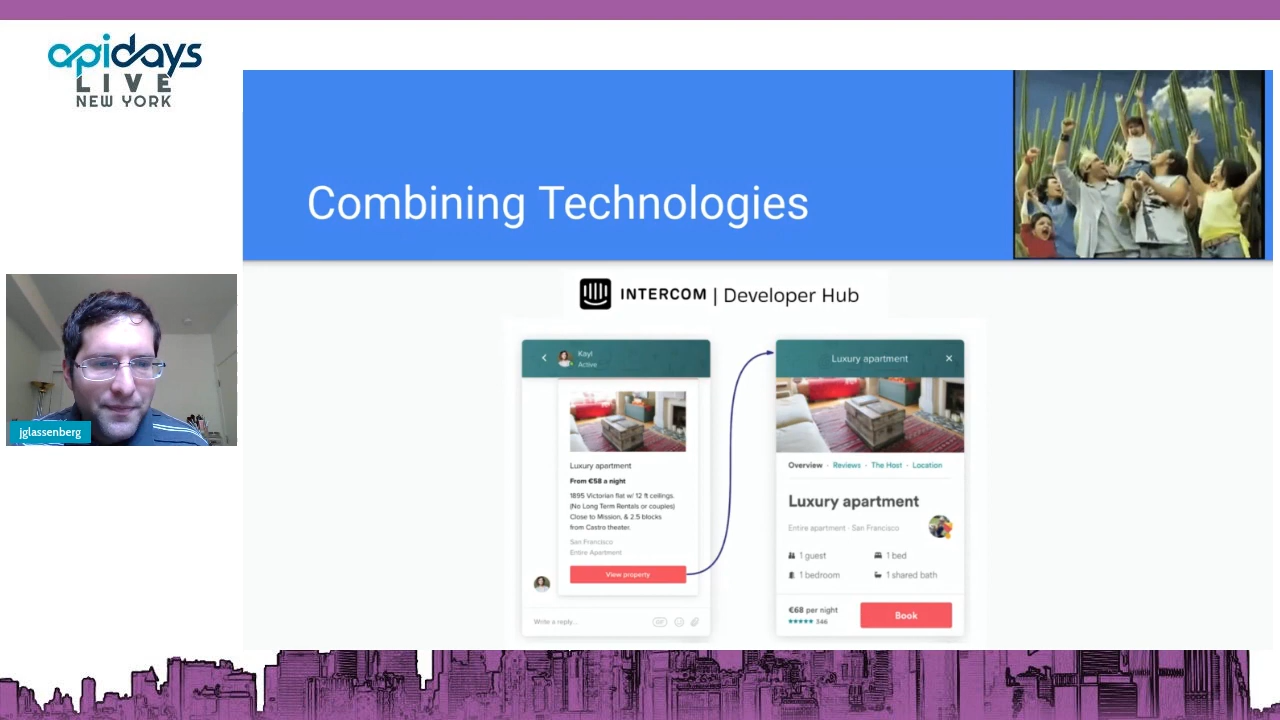 apidays
LIVE
NEW YORK
Combining Technologies
INTERCOM | Developer Hub
jglassenberg
Kayi
Active
Luxury apartment
From €58 a night
1895 Victorian flat w/ 12 ft ceilings.
(No Long Term Rentals or couples)
Close to Mission, & 2.5 blocks
from Castro theater.
San Francisco
Entire Apartment
View property
Write a reply...
GIF
Luxury apartment
Overview · Reviews · The Host · Location
Luxury apartment
Entire apartment · San Francisco
1 guest
1 bed
1 bedroom
1 shared bath
€68 per night
346
Book